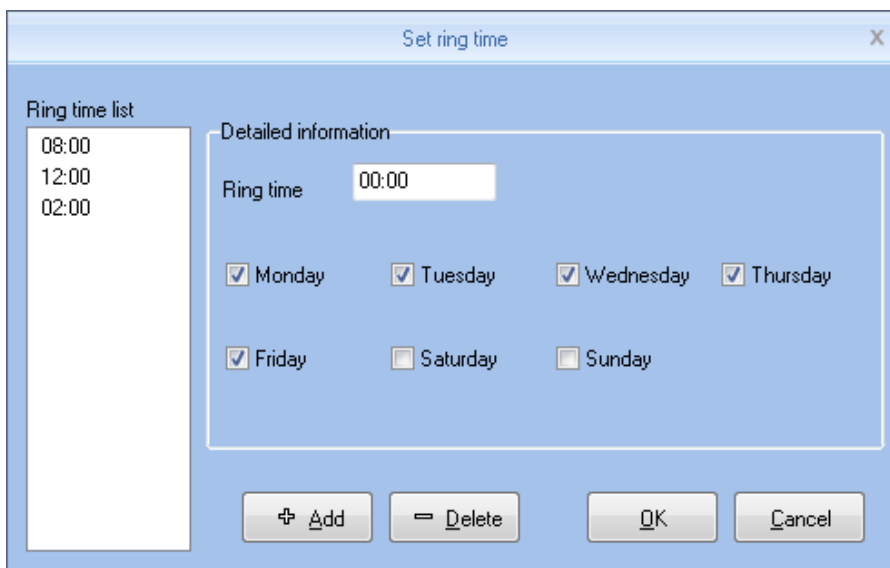 Set ring time
Ring time list
08:00
12:00
02:00
Detailed information
Ring time 00:00
Monday Tuesday Wednesday Thursday
Friday Saturday Sunday
Add Delete OK Cancel